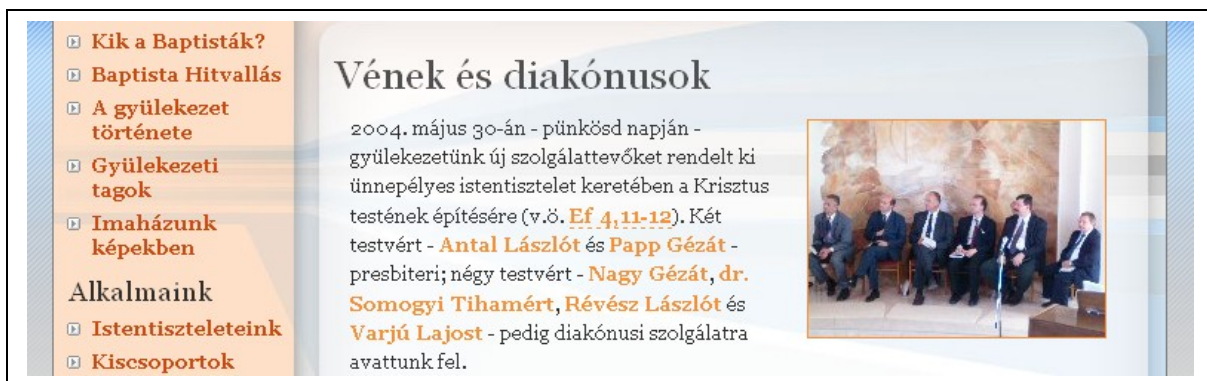 Kik a Baptisták?
Baptista Hitvallás
A gyülekezet
története
Gyülekezeti
tagok
Imaházunk
képekben
Alkalmaink
Istentiszteleteink
Kiscsoportok
Vének és diakónusok
2004. május 30-án - pünkösd napján -
gyülekezetünk új szolgálattevőket rendelt ki
ünnepélyes istentisztelet keretében a Krisztus
testének építésére (v.ö. Ef 4,11-12). Két
testvért - Antal Lászlót és Papp Gézát -
presbiteri; négy testvért - Nagy Gézát, dr.
Somogyi Tihamért, Révész Lászlót és
Varjú Lajost - pedig diakónusi szolgálatra
avattunk fel.